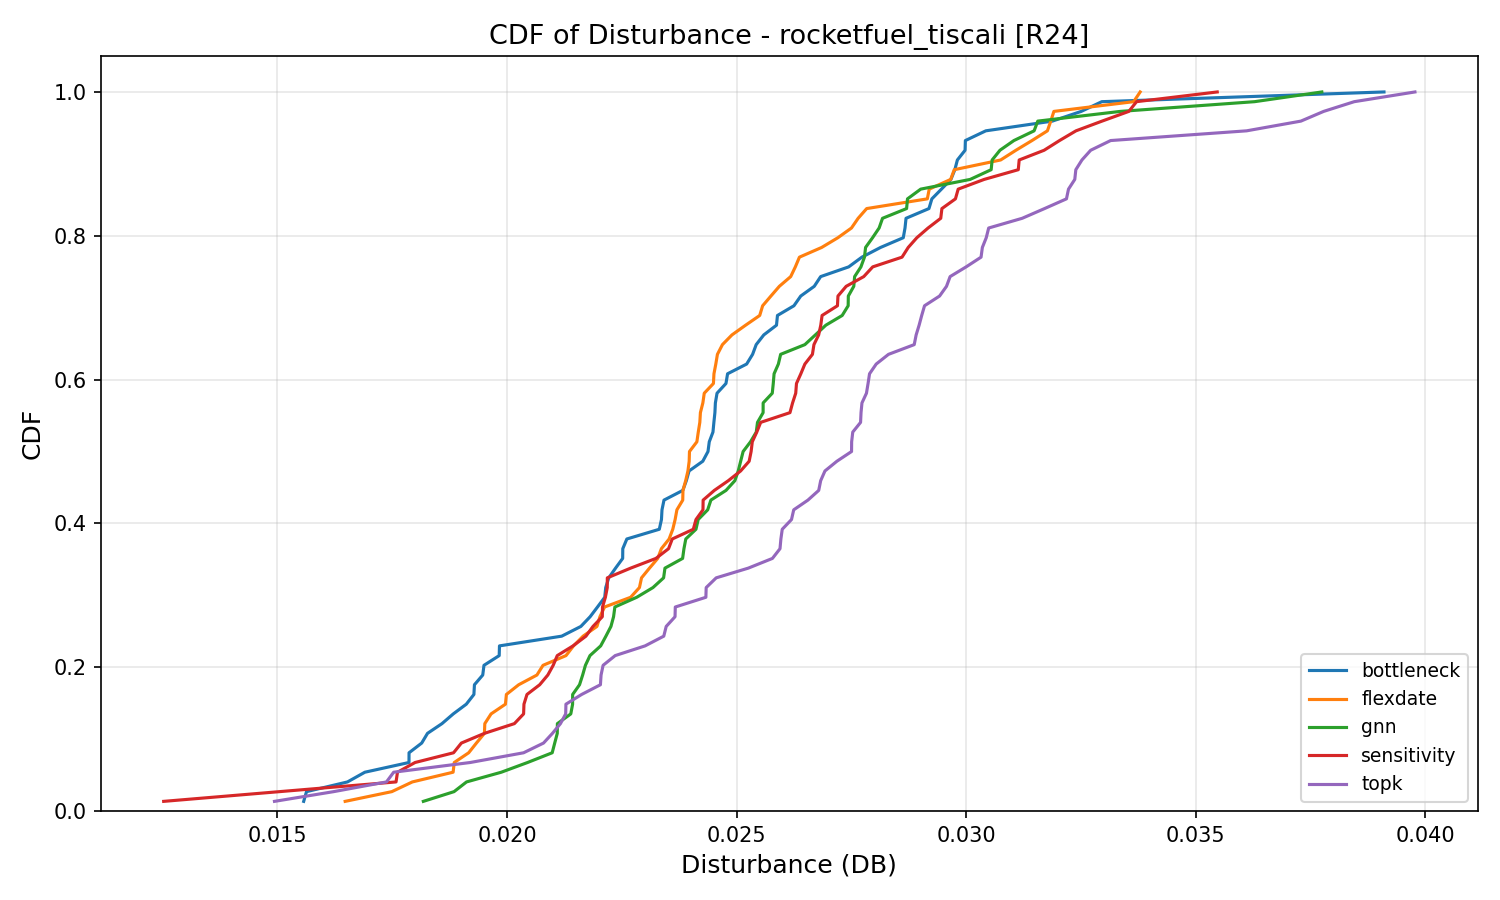 CDF of Disturbance - rocketfuel_tiscali [R24]
CDF
1.0
0.8
0.6
0.4
0.2
0.0
0.015
0.020
0.025
0.030
0.035
0.040
Disturbance (DB)
bottleneck
flexdate
gnn
sensitivity
topk